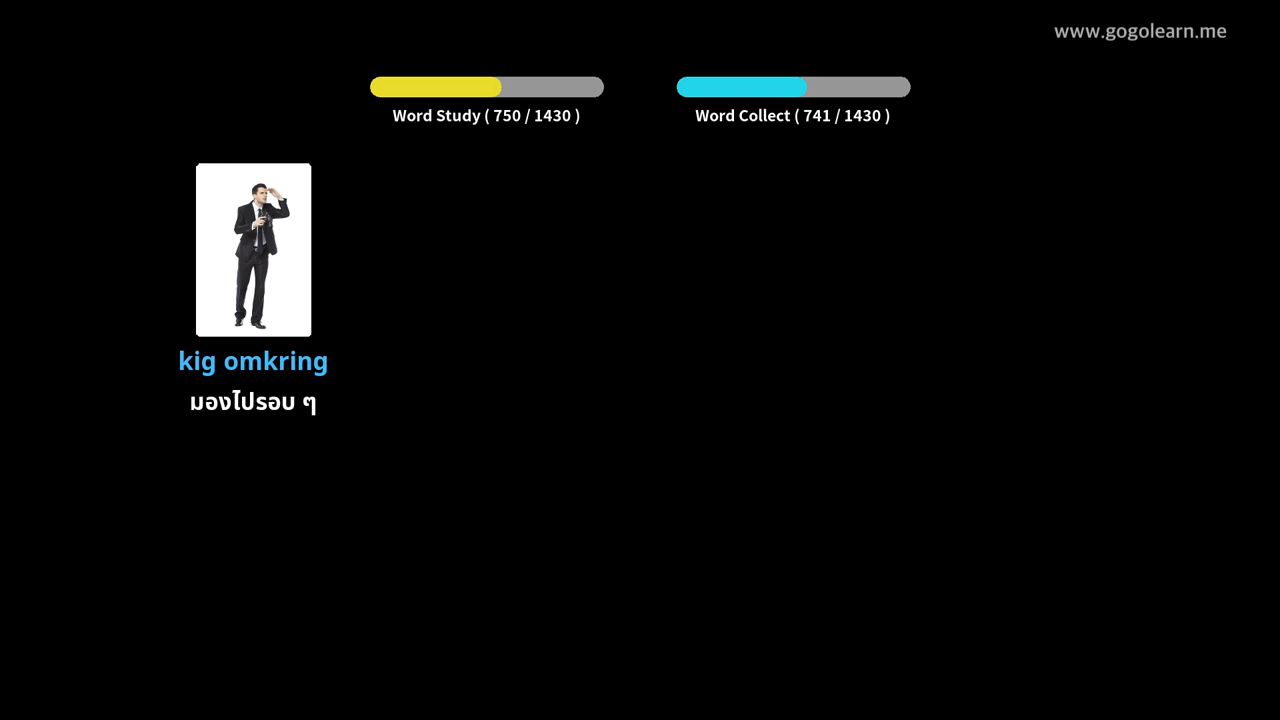 www.gogolearn.me
Word Study ( 750 / 1430 )
Word Collect ( 741 / 1430 )
kig omkring
มองไปรอบ ๆ